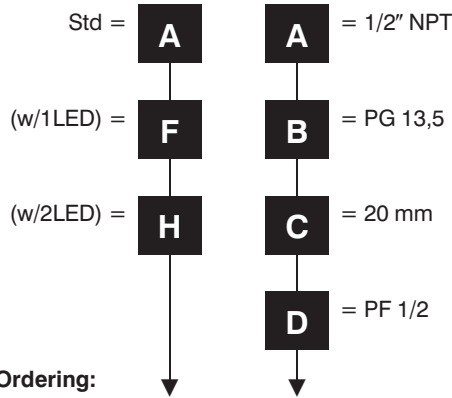 Std = A A = 1/2″ NPT
(w/1LED) = F B = PG 13,5
(w/2LED) = H C = 20 mm
D = PF 1/2
Ordering: